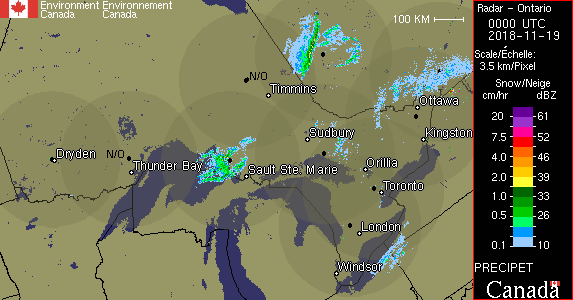 Environment Environnement
Canada Canada
100 KM
N/O
Timmins
Ottawa
Sudbury
Kingston
Dryden
N/O
Thunder Bay
Sault Ste. Marie
Orillia
Toronto
London
Windsor
Radar - Ontario
0000 UTC
2018-11-19
Scale/Échelle:
3.5 km/Pixel
Snow/Neige
cm/hr dBZ
20 61
7.5 52
4.0 46
2.0 39
1.0 33
0.5 26
0.1 10
PRECIPET
Canada